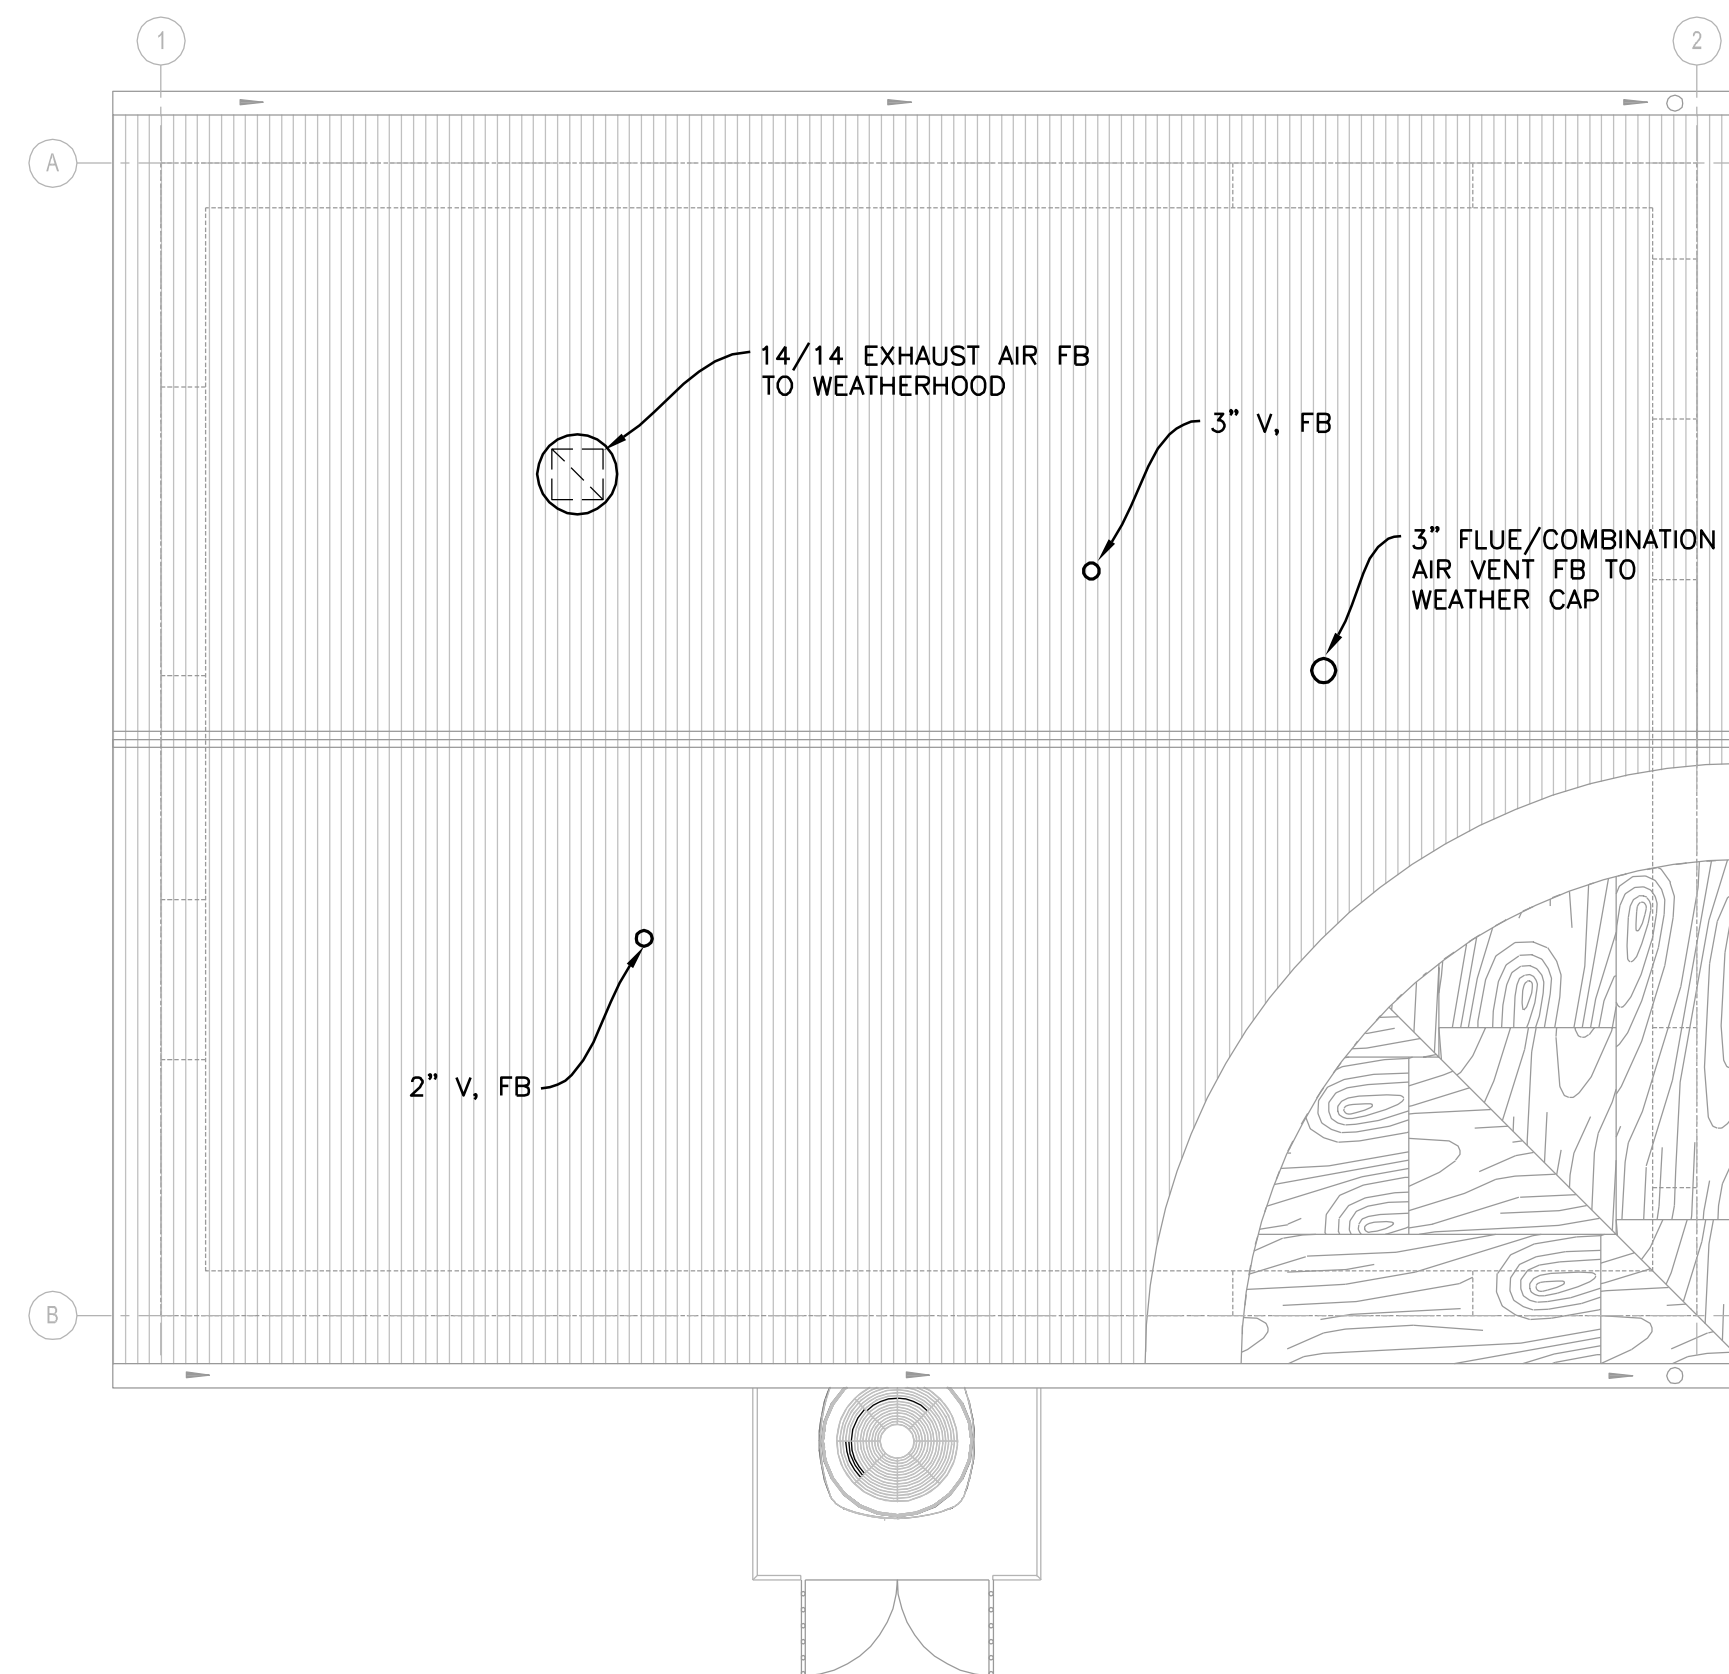 1
2
A
14/14 EXHAUST AIR FB
TO WEATHERHOOD
3" V, FB
3" FLUE/COMBINATION
AIR VENT FB TO
WEATHER CAP
2" V, FB
B